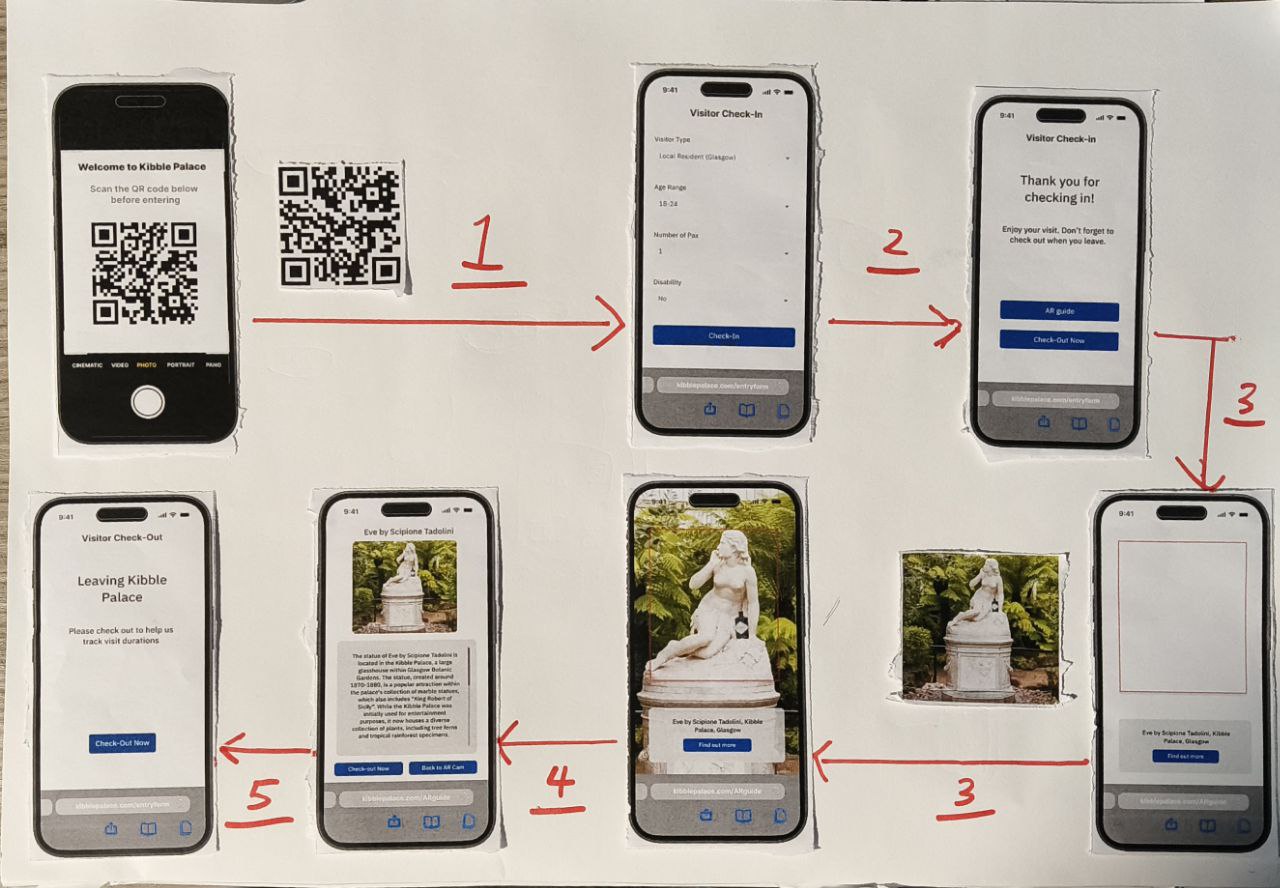 Welcome to Kibble Palace
Scan the QR code below
before entering
CINEMATIC VIDEO PHOTO PORTRAIT PANO
1
9:41
Visitor Check-In
Visitor Type
Local Resident (Glasgow)
Age Range
18-24
Number of Pax
1
Disability
No
Check-In
kibblepalace.com/entryform
2
9:41
Visitor Check-in
Thank you for
checking in!
Enjoy your visit. Don't forget to
check out when you leave.
AR guide
Check-Out Now
kibblepalace.com/entryform
3
9:41
Eve by Scipione Tadolini, Kibble
Palace, Glasgow
Find out more
kibblepalace.com/ARguide
3
9:41
Eve by Scipione Tadolini, Kibble
Palace, Glasgow
Find out more
kibblepalace.com/ARguide
4
9:41
Eve by Scipione Tadolini
The statue of Eve by Scipione Tadolini is
located in the Kibble Palace, a large
glasshouse within Glasgow Botanic
Gardens. The statue, created around
1870-1880, is a popular attraction within
the palace's collection of marble statues,
which also includes "King Robert of
Sicily". While the Kibble Palace was
initially used for entertainment
purposes, it now houses a diverse
collection of plants, including tree ferns
and tropical rainforest specimens.
Check-out Now
Back to AR Cam
kibblepalace.com/ARguide
5
9:41
Visitor Check-Out
Leaving Kibble
Palace
Please check out to help us
track visit durations
Check-Out Now
kibblepalace.com/entryform